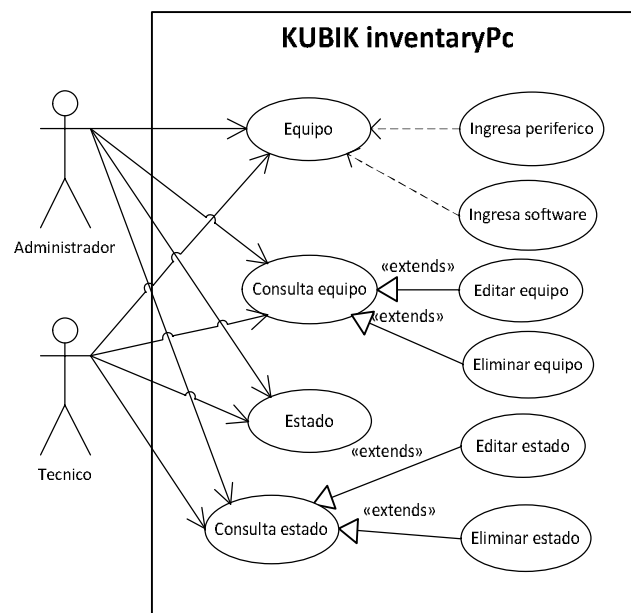 KUBIK inventaryPc
Equipo
Ingresa periferico
Administrador
Ingresa software
«extends»
Consulta equipo
Editar equipo
«extends»
Eliminar equipo
Estado
Editar estado
«extends»
Tecnico
«extends»
Consulta estado
Eliminar estado